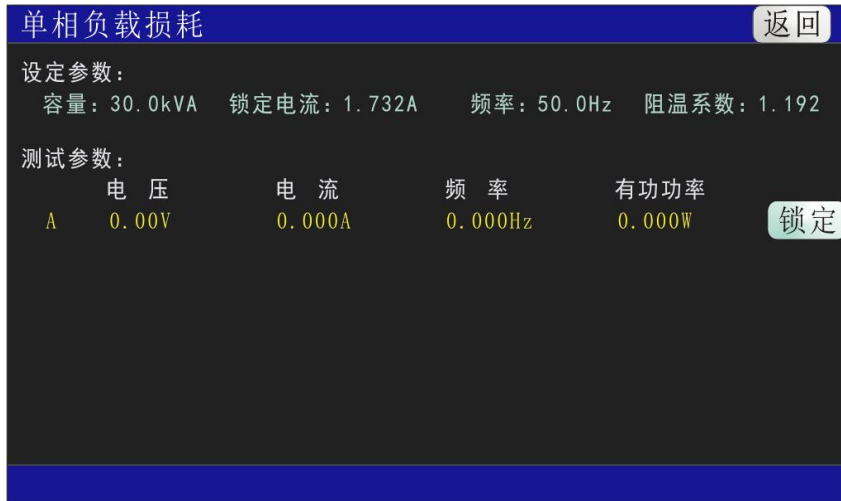 单相负载损耗 返回
设定参数：
容量：30.0kVA 锁定电流：1.732A 频率：50.0Hz 阻温系数：1.192
测试参数：
电 压 电 流 频 率 有功功率
A 0.00V 0.000A 0.000Hz 0.000W 锁定